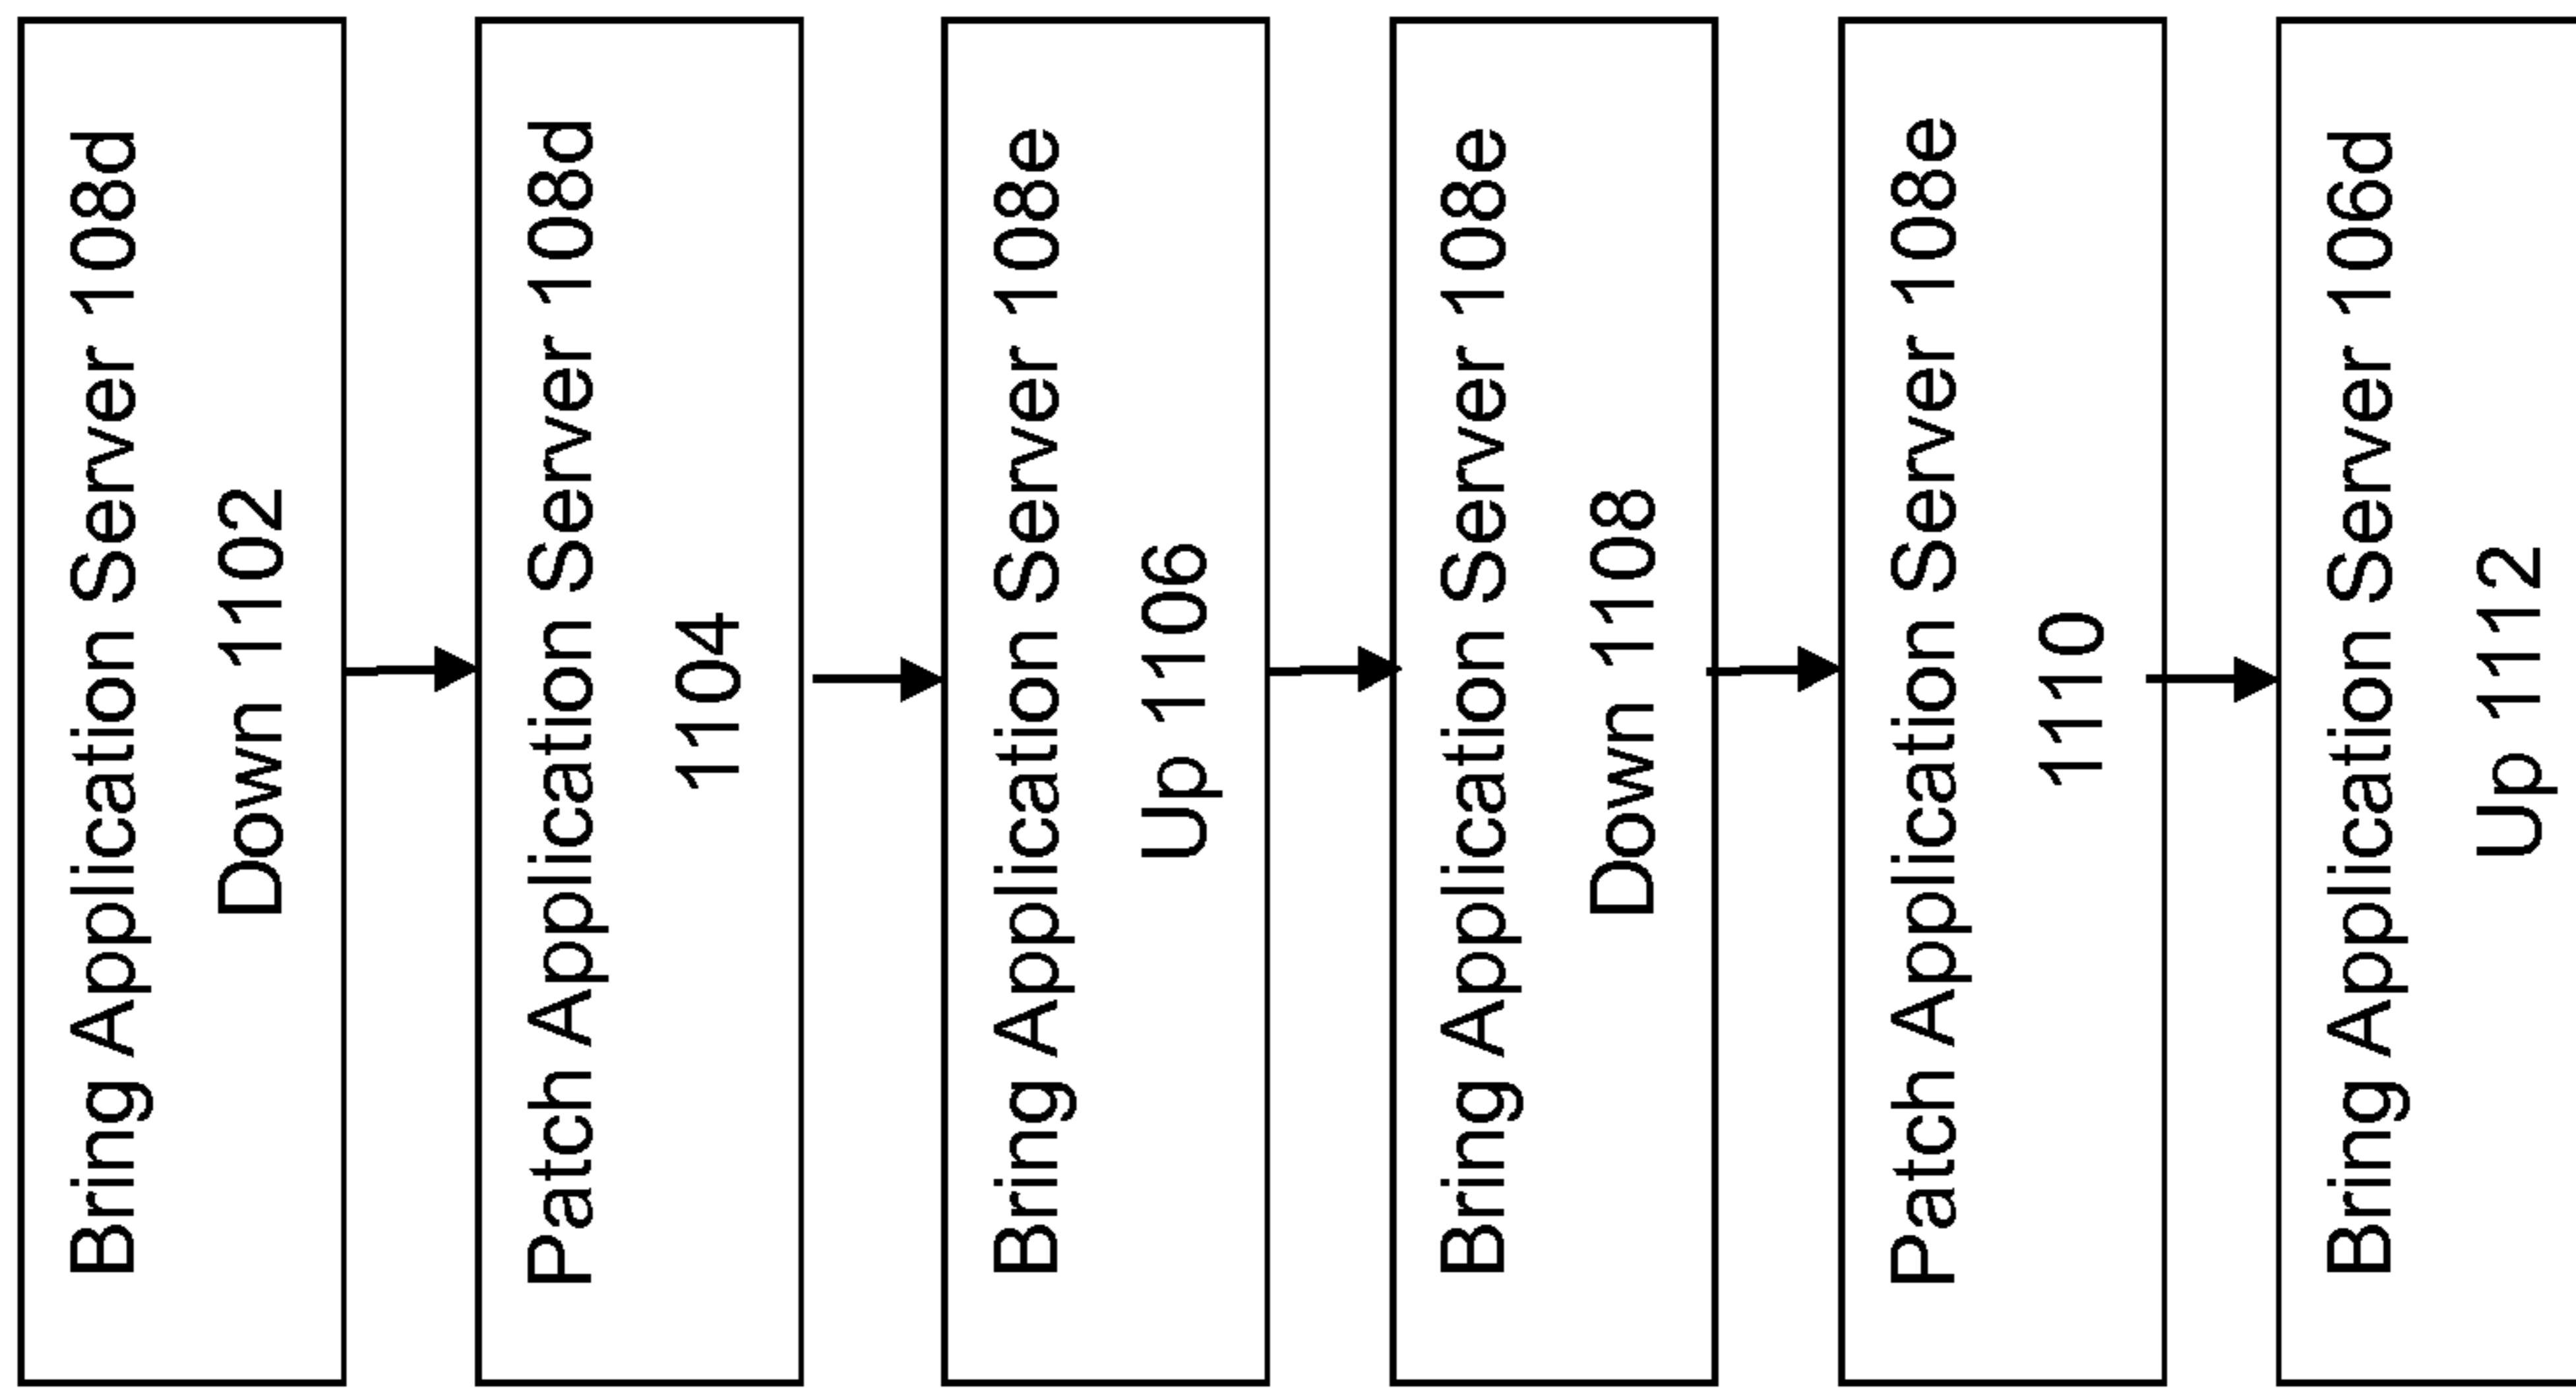 Bring Application Server 108d
Down 1102
Patch Application Server 108d
1104
Bring Application Server 108e
Up 1106
Bring Application Server 108e
Down 1108
Patch Application Server 108e
1110
Bring Application Server 106d
Up 1112